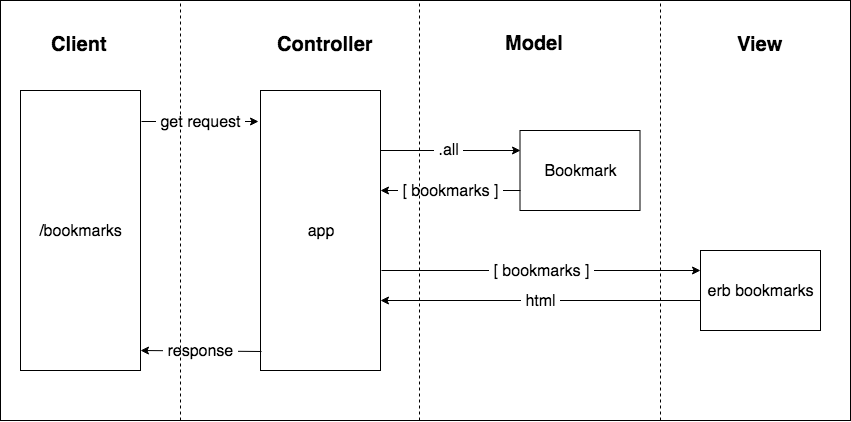 Client
Controller
Model
View
get request
.all
Bookmark
[ bookmarks ]
/bookmarks
app
[ bookmarks ]
erb bookmarks
html
response